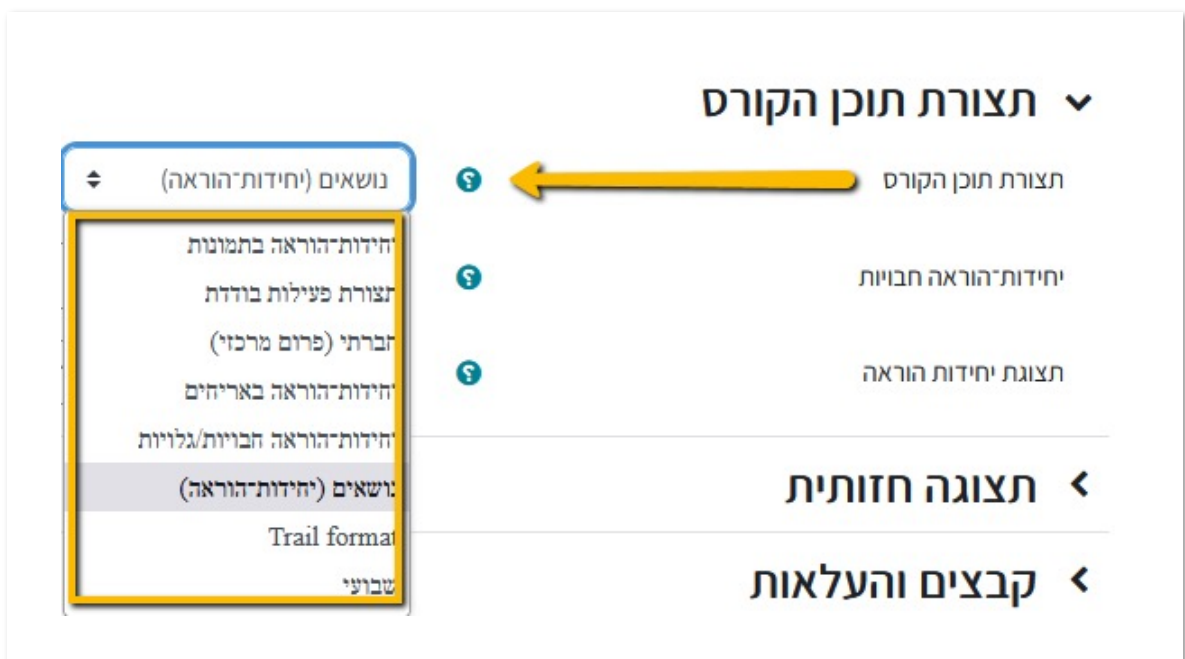 תצורת תוכן הקורס
תצורת תוכן הקורס
נושאים (יחידות־הוראה)
יחידות־הוראה בתמונות
תצורת פעילות בודדת
חברתי (פרום מרכזי)
יחידות־הוראה באריחים
יחידות־הוראה חבויות/גלויות
נושאים (יחידות־הוראה)
Trail format
שבועי
יחידות־הוראה חבויות
תצוגת יחידות הוראה
תצוגה חזותית
קבצים והעלאות